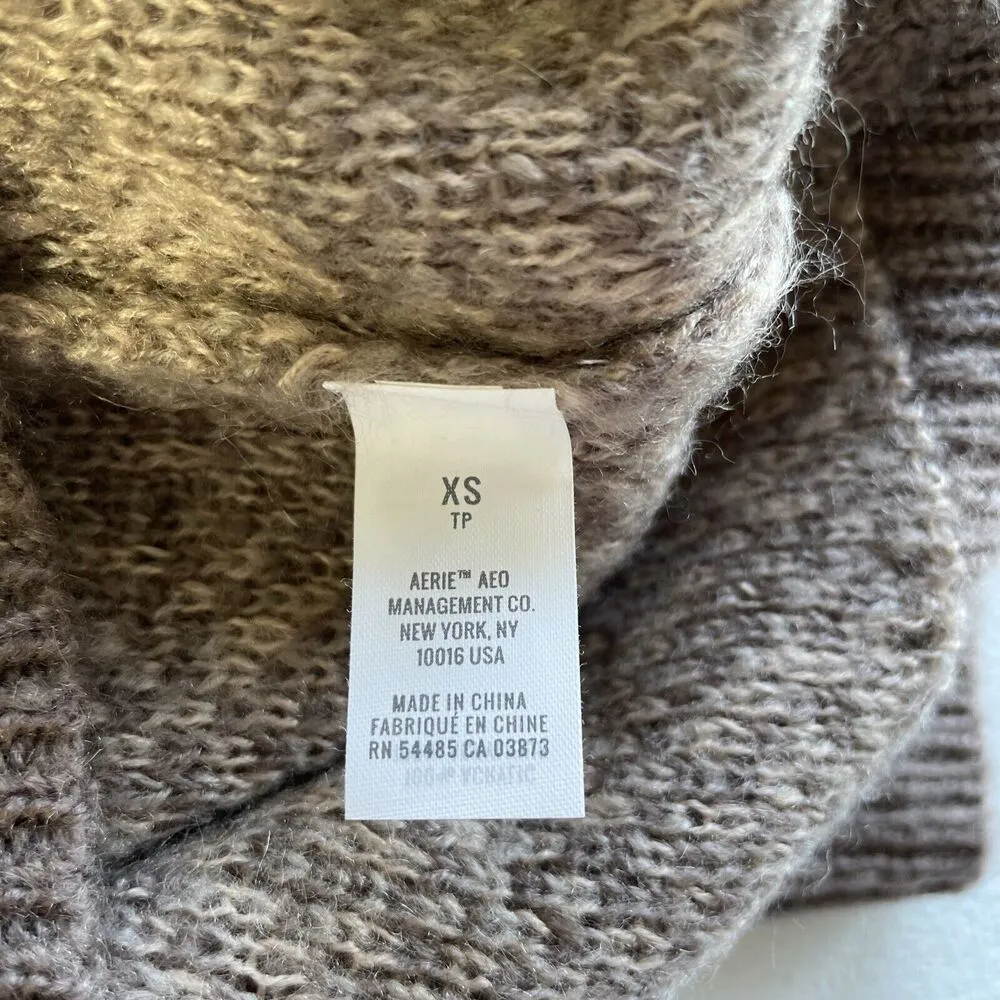 XS
TP
AERIE™ AEO
MANAGEMENT CO.
NEW YORK, NY
10016 USA
MADE IN CHINA
FABRIQUÉ EN CHINE
RN 54485 CA 03873